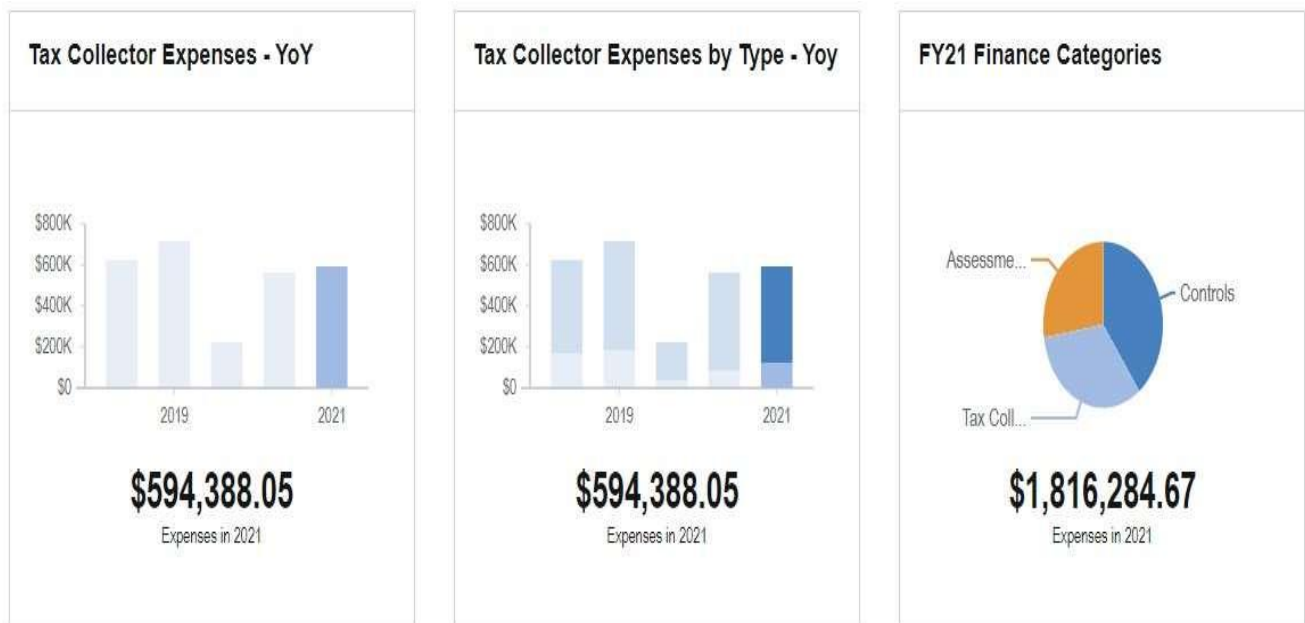 Tax Collector Expenses - YoY
$800K
$600K
$400K
$200K
$0
2019
2021
$594,388.05
Expenses in 2021
Tax Collector Expenses by Type - Yoy
$800K
$600K
$400K
$200K
$0
2019
2021
$594,388.05
Expenses in 2021
FY21 Finance Categories
Assessme...
Controls
Tax Coll...
$1,816,284.67
Expenses in 2021